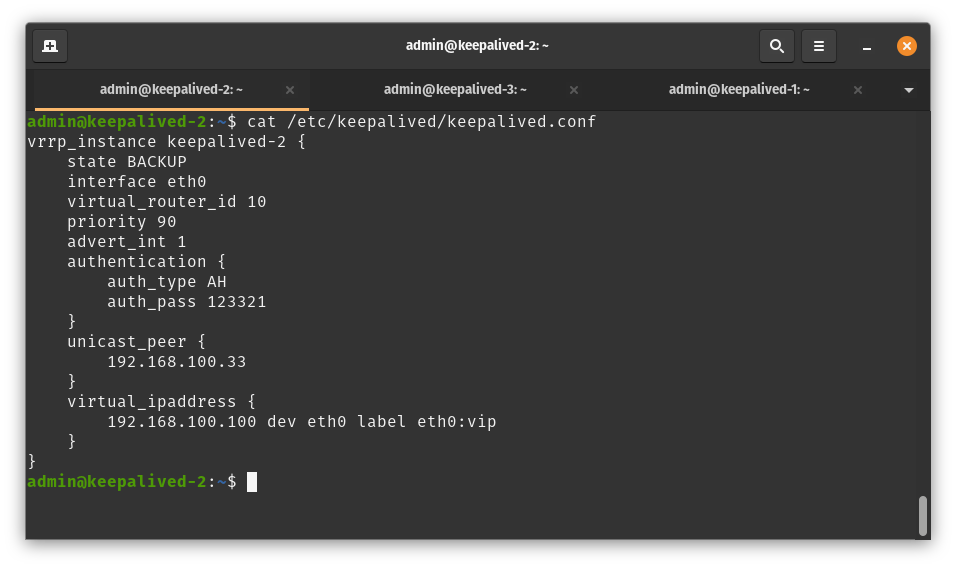 admin@keepalived-2: ~
admin@keepalived-2: ~
admin@keepalived-3: ~
admin@keepalived-1: ~
admin@keepalived-2:~$ cat /etc/keepalived/keepalived.conf
vrrp_instance keepalived-2 {
    state BACKUP
    interface eth0
    virtual_router_id 10
    priority 90
    advert_int 1
    authentication {
        auth_type AH
        auth_pass 123321
    }
    unicast_peer {
        192.168.100.33
    }
    virtual_ipaddress {
        192.168.100.100 dev eth0 label eth0:vip
    }
}
admin@keepalived-2:~$